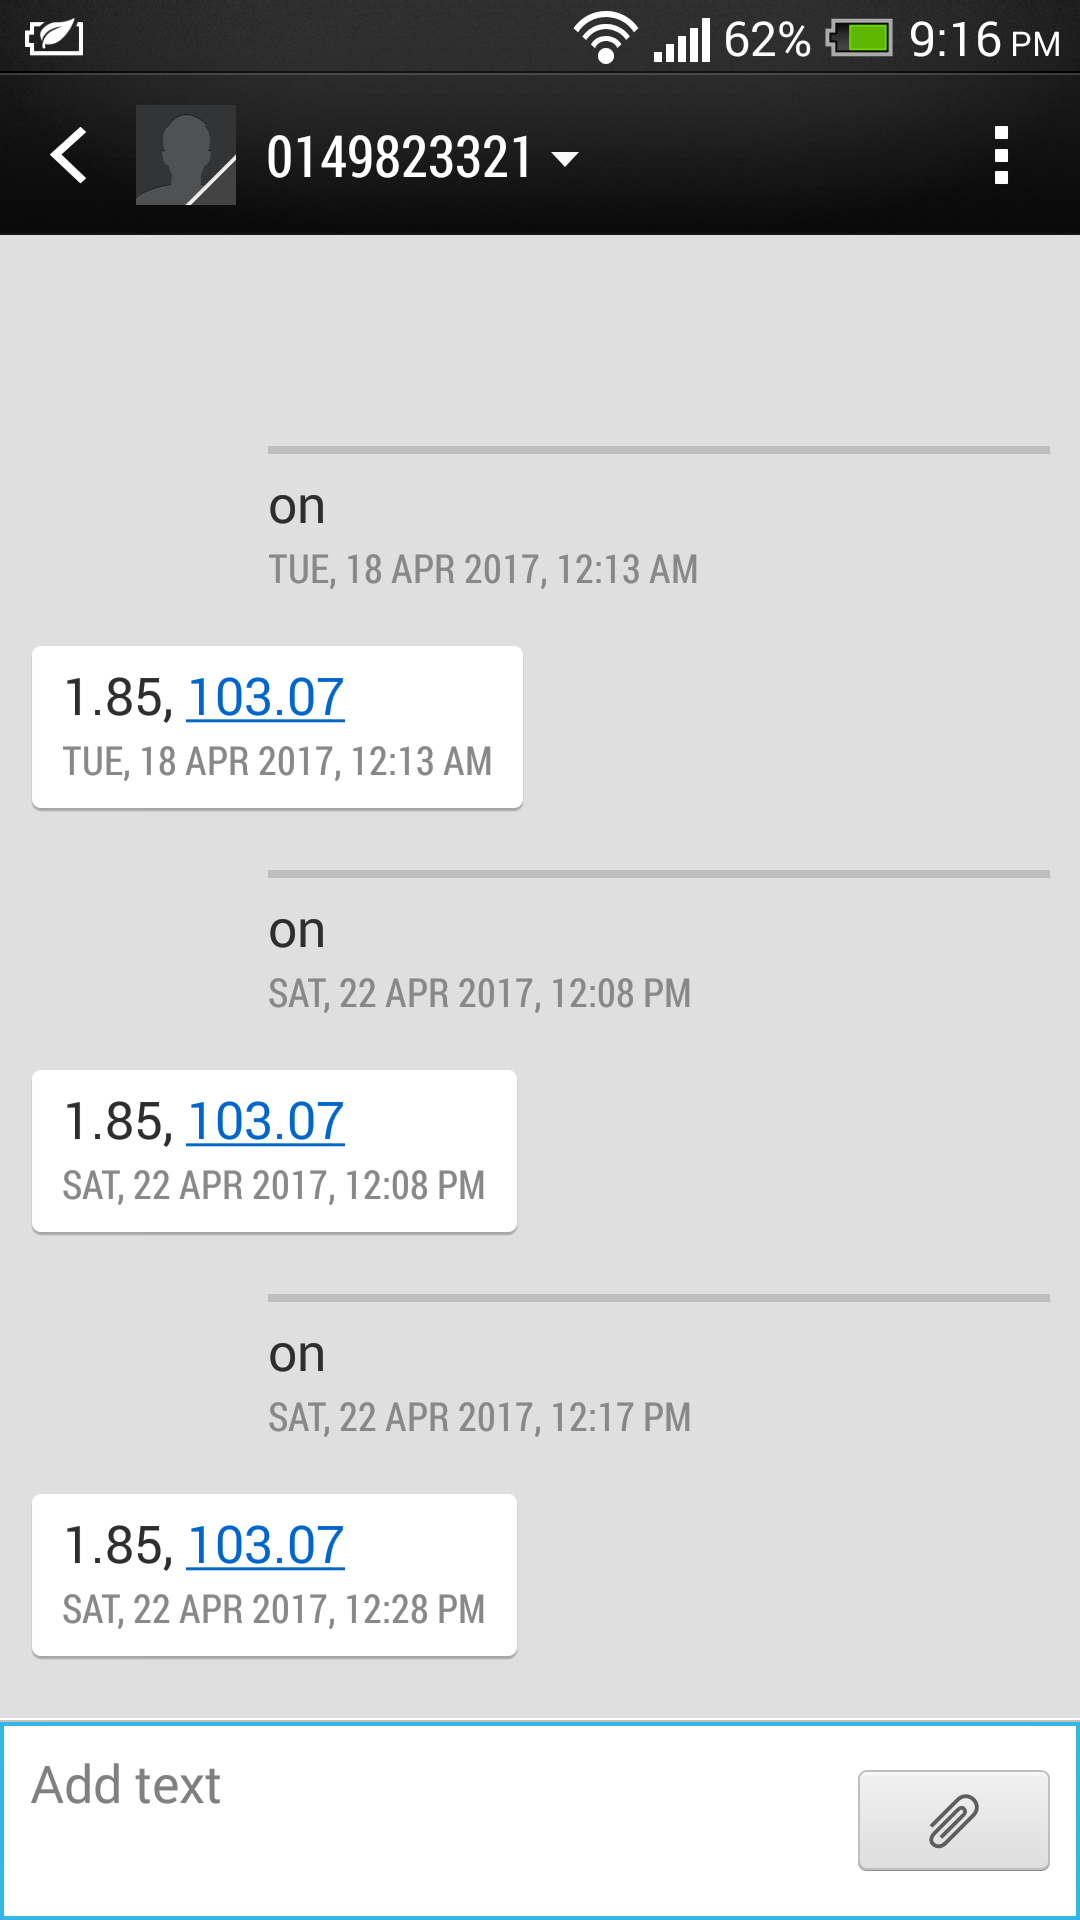 62% 9:16 PM
0149823321
on
TUE, 18 APR 2017, 12:13 AM
1.85, 103.07
TUE, 18 APR 2017, 12:13 AM
on
SAT, 22 APR 2017, 12:08 PM
1.85, 103.07
SAT, 22 APR 2017, 12:08 PM
on
SAT, 22 APR 2017, 12:17 PM
1.85, 103.07
SAT, 22 APR 2017, 12:28 PM
Add text